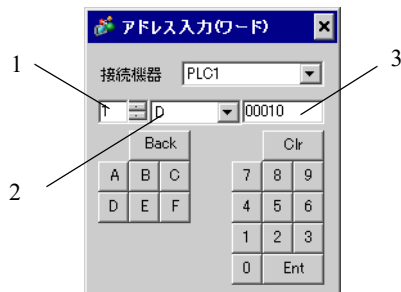 アドレス入力(ワード)
1
3
接続機器 PLC1
1 D 00010
Back Clr
A B C 7 8 9
2
D E F 4 5 6
1 2 3
0 Ent